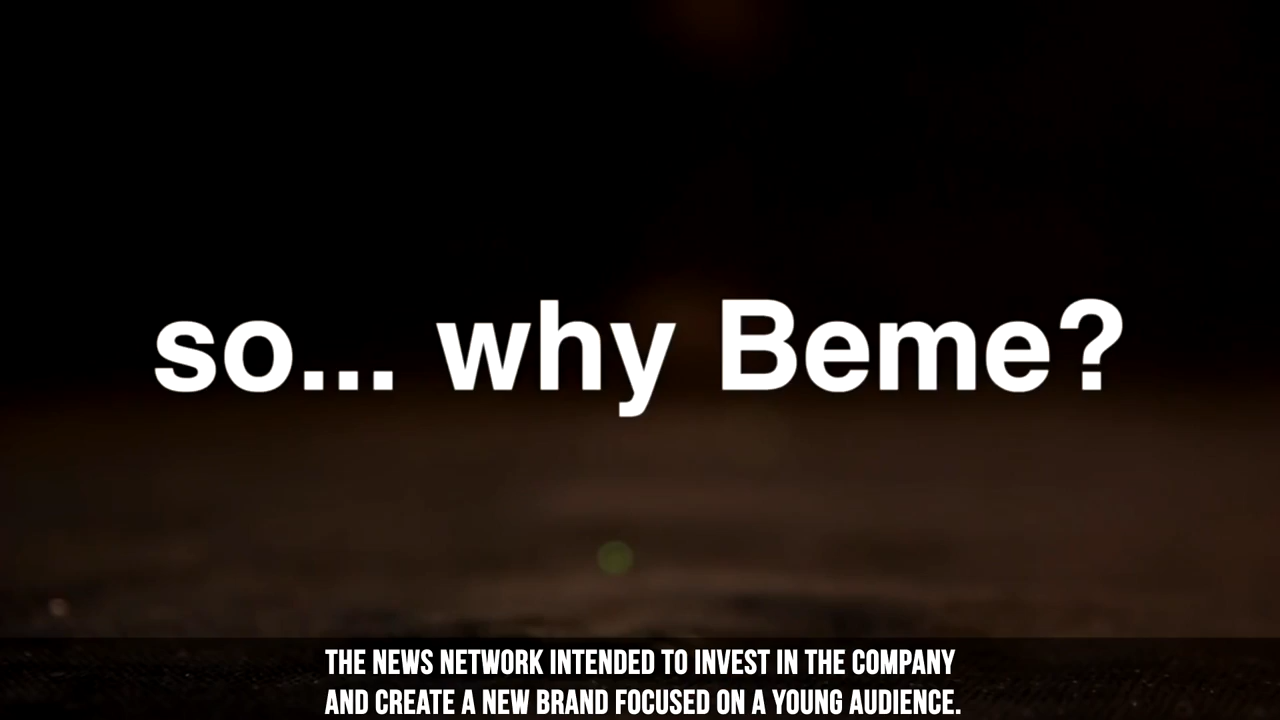 so... why Beme?
THE NEWS NETWORK INTENDED TO INVEST IN THE COMPANY
AND CREATE A NEW BRAND FOCUSED ON A YOUNG AUDIENCE.